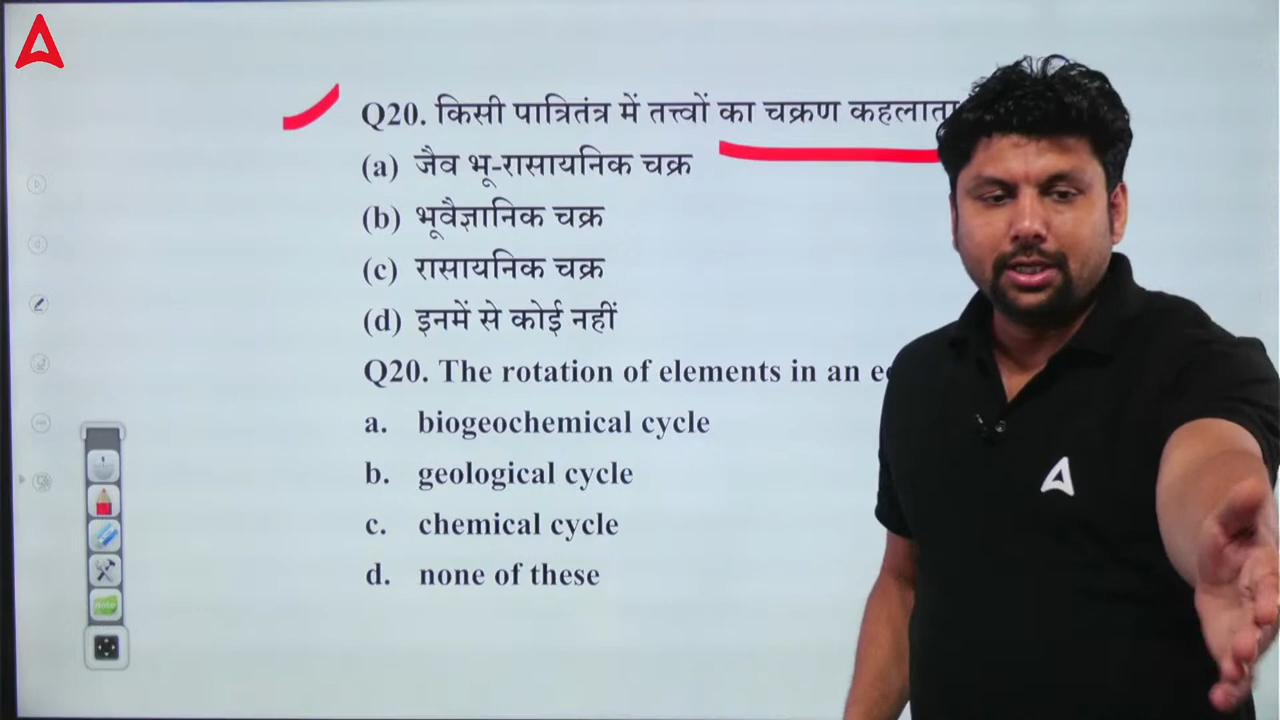 Q20. किसी पात्रितंत्र में तत्त्वों का चक्रण कहलाता
(a) जैव भू-रासायनिक चक्र
(b) भूवैज्ञानिक चक्र
(c) रासायनिक चक्र
(d) इनमें से कोई नहीं
Q20. The rotation of elements in an
a. biogeochemical cycle
b. geological cycle
c. chemical cycle
d. none of these